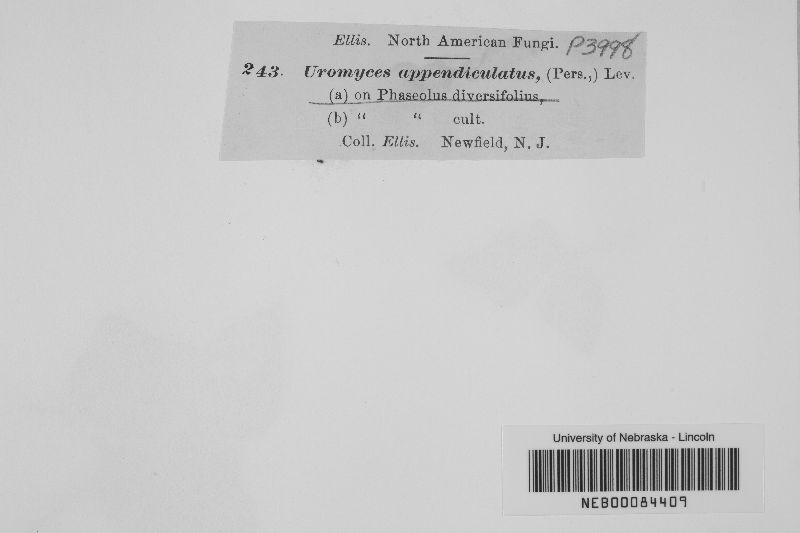 Ellis. North American Fungi. P3998
243. Uromyces appendiculatus, (Pers.,) Lev.
(a) on Phaseolus diversifolius,
(b) “ “ cult.
Coll. Ellis. Newfield, N. J.
University of Nebraska - Lincoln
NEB00084409